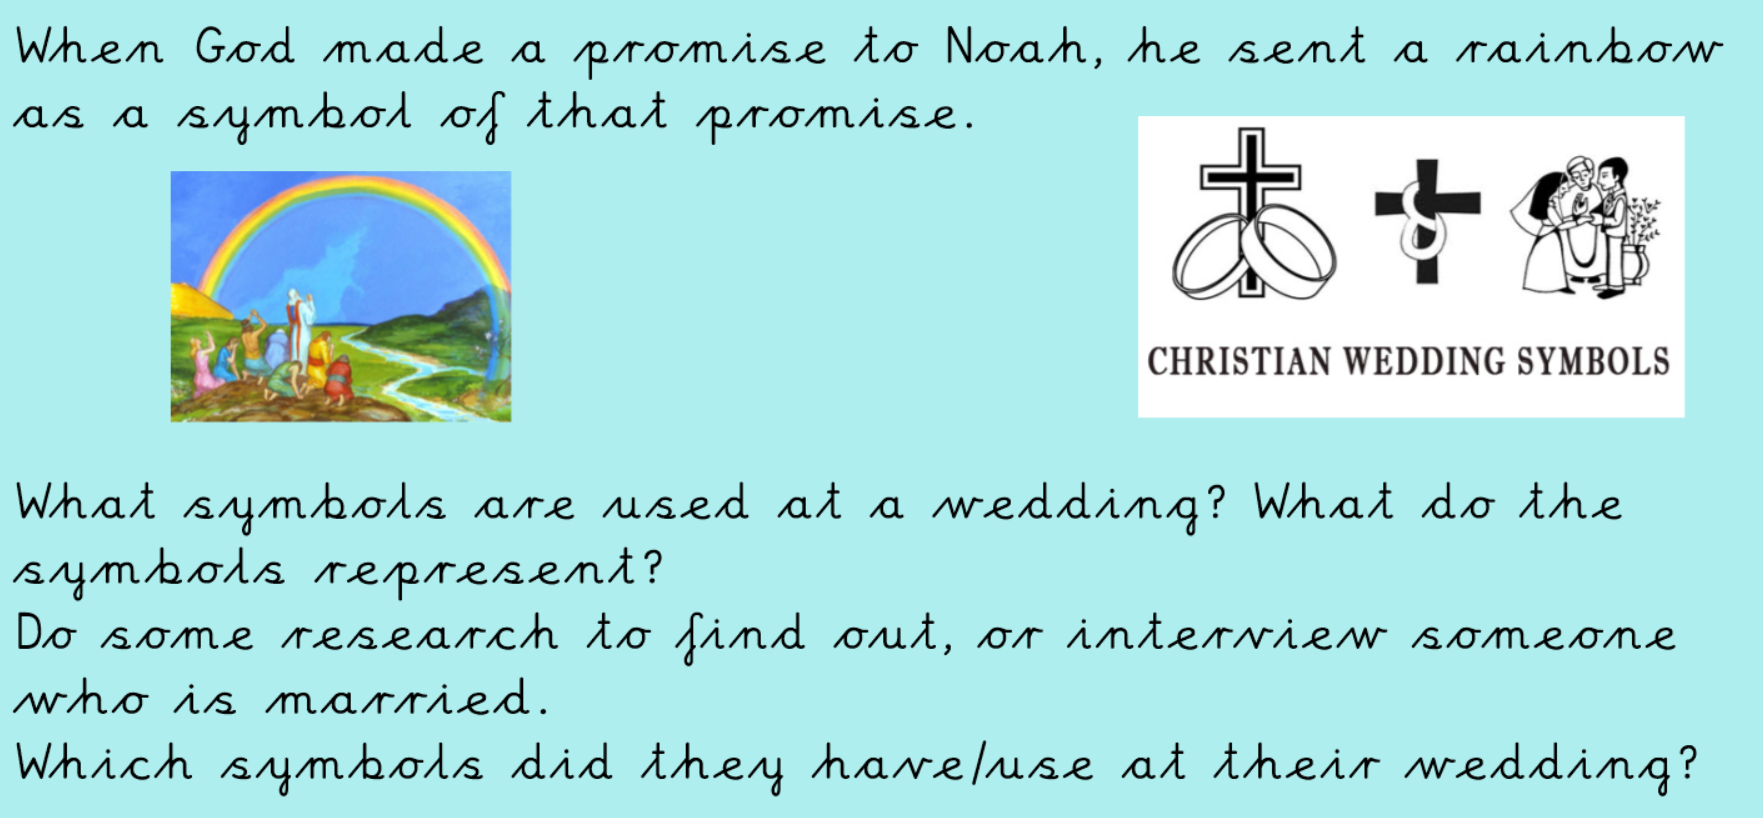 When God made a promise to Noah, he sent a rainbow
as a symbol of that promise.
CHRISTIAN WEDDING SYMBOLS
What symbols are used at a wedding? What do the
symbols represent?
Do some research to find out, or interview someone
who is married.
Which symbols did they have/use at their wedding?